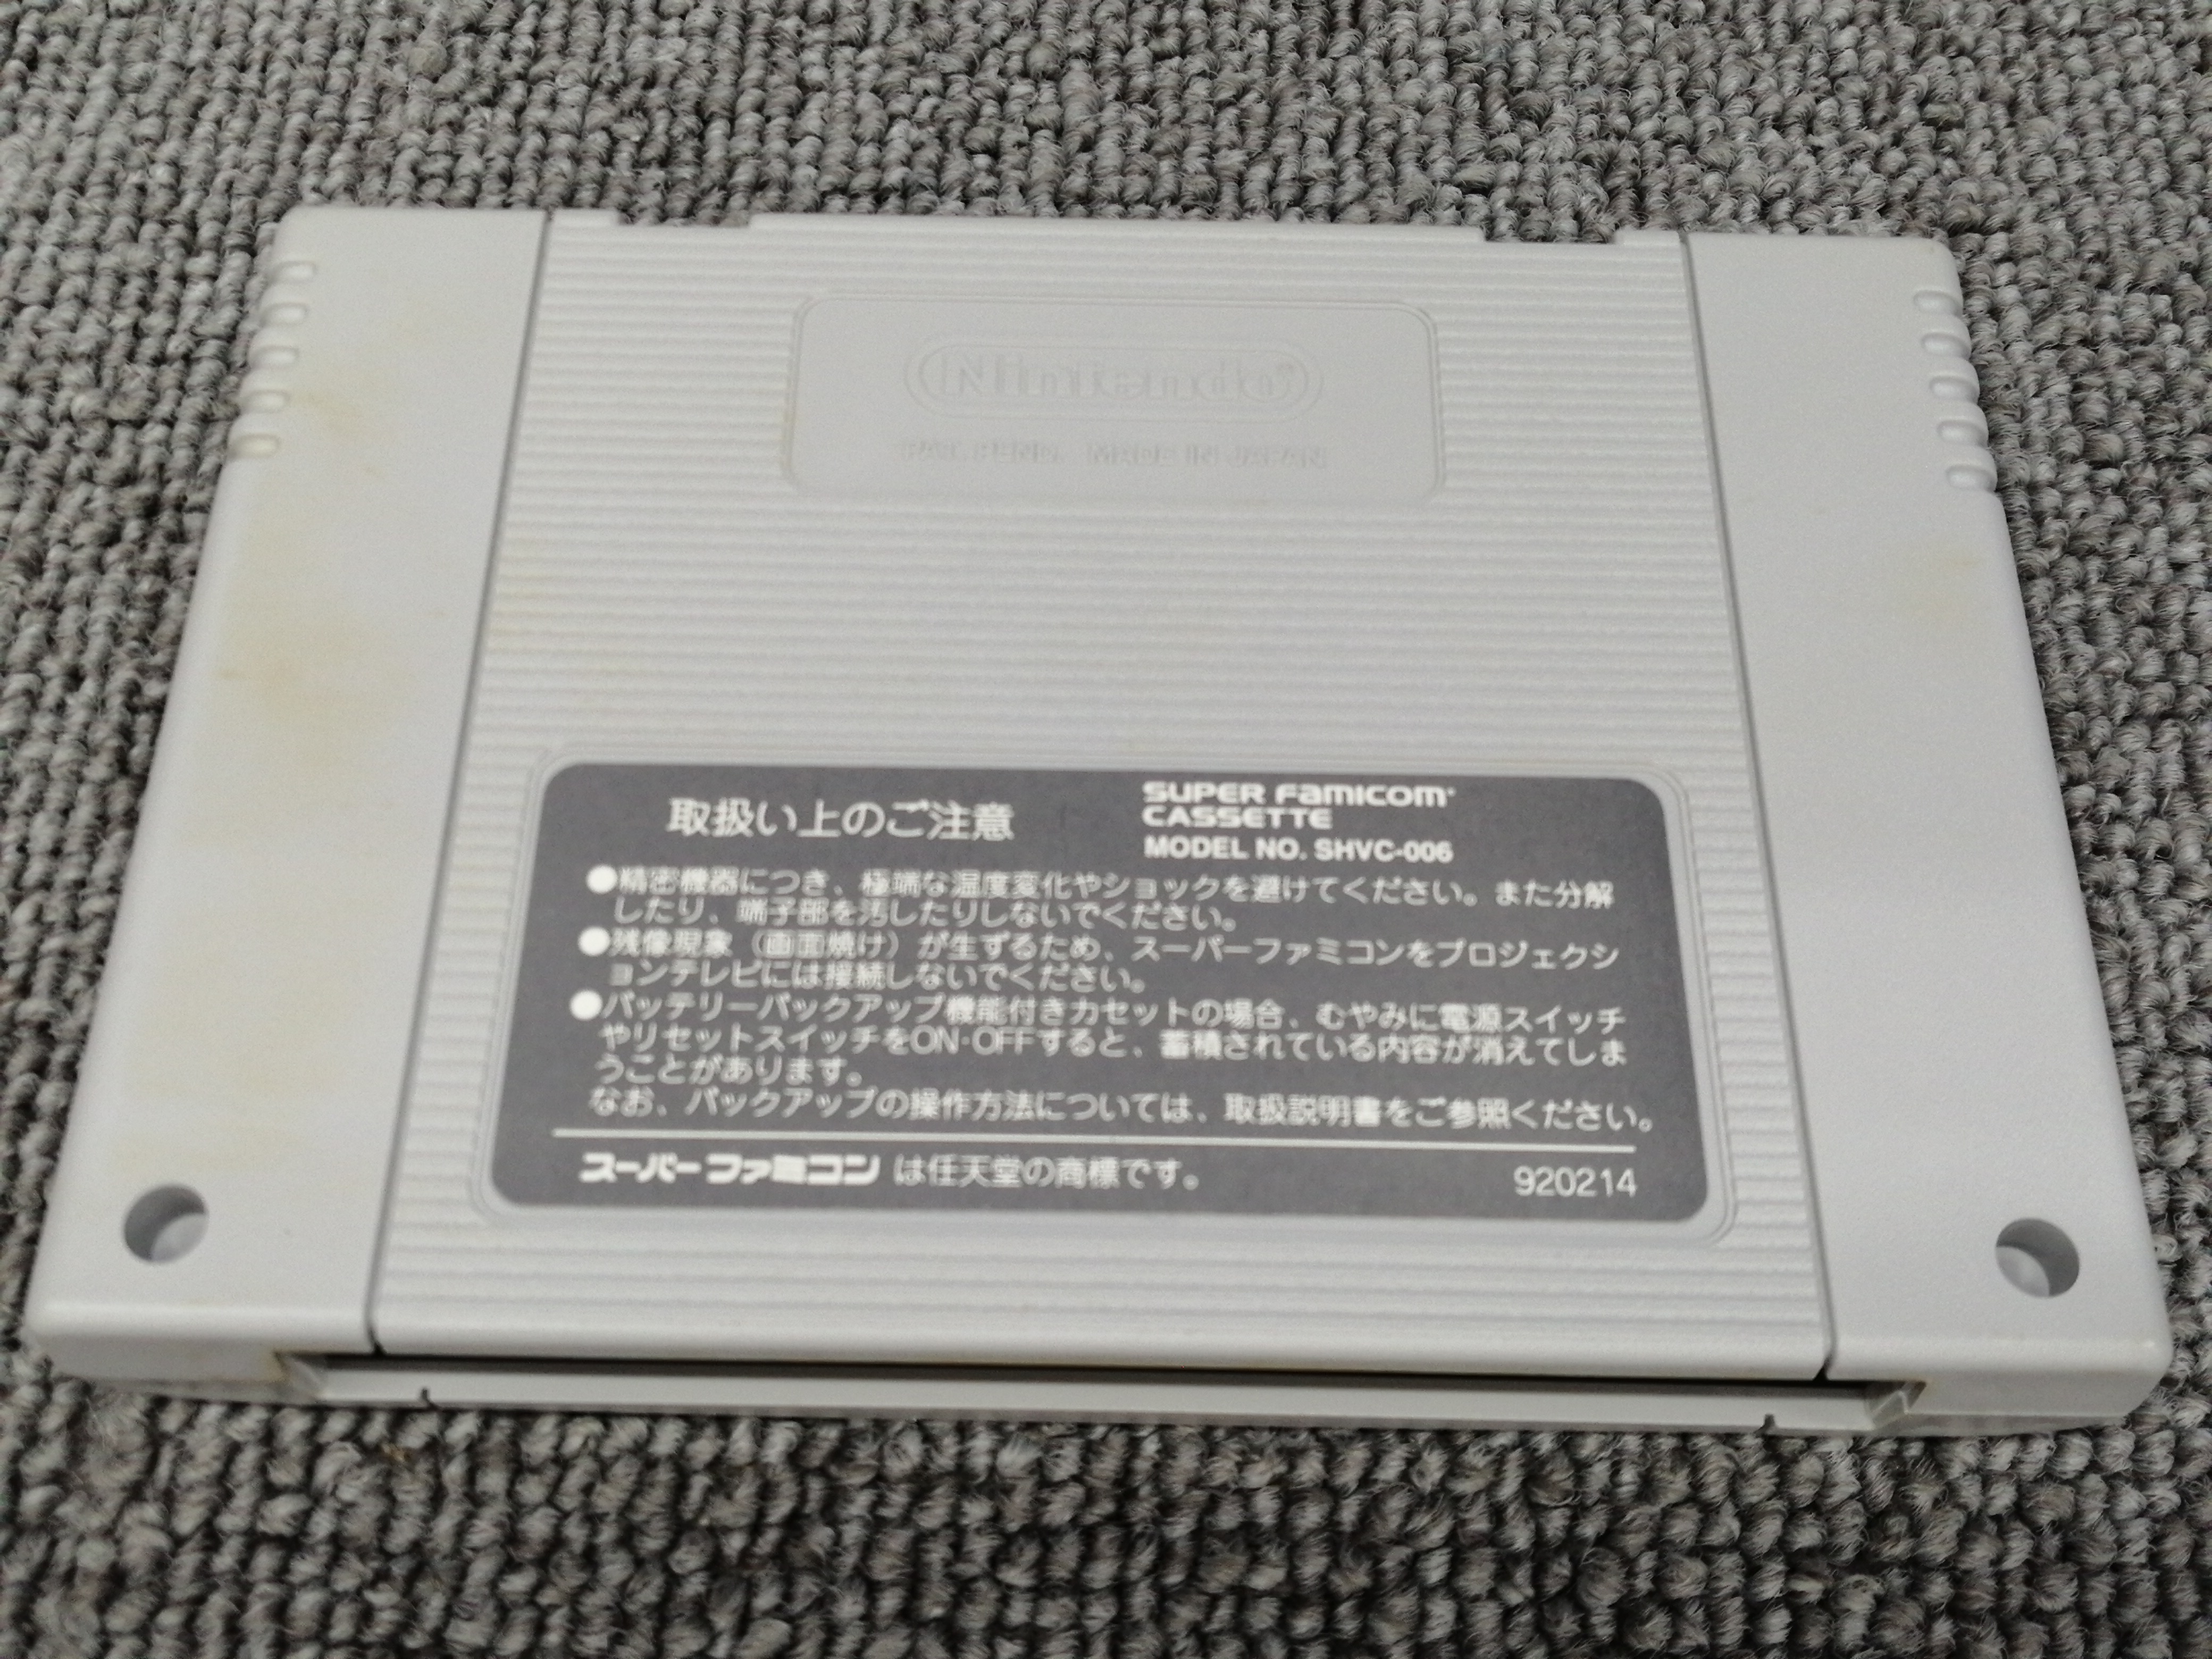 Nintendo®
PAT. PEND. MADE IN JAPAN
取扱い上のご注意
SUPER FAMICOM
CASSETTE
MODEL NO. SHVC-006
●精密機器につき、極端な温度変化やショックを避けてください。また分解
したり、端子部を汚したりしないでください。
●残像現象（画面焼け）が生ずるため、スーパーファミコンをプロジェクシ
ョンテレビには接続しないでください。
●バッテリーバックアップ機能付きカセットの場合、むやみに電源スイッチ
やリセットスイッチをON·OFFすると、蓄積されている内容が消えてしま
うことがあります。
なお、バックアップの操作方法については、取扱説明書をご参照ください。
スーパーファミコン は任天堂の商標です。
920214